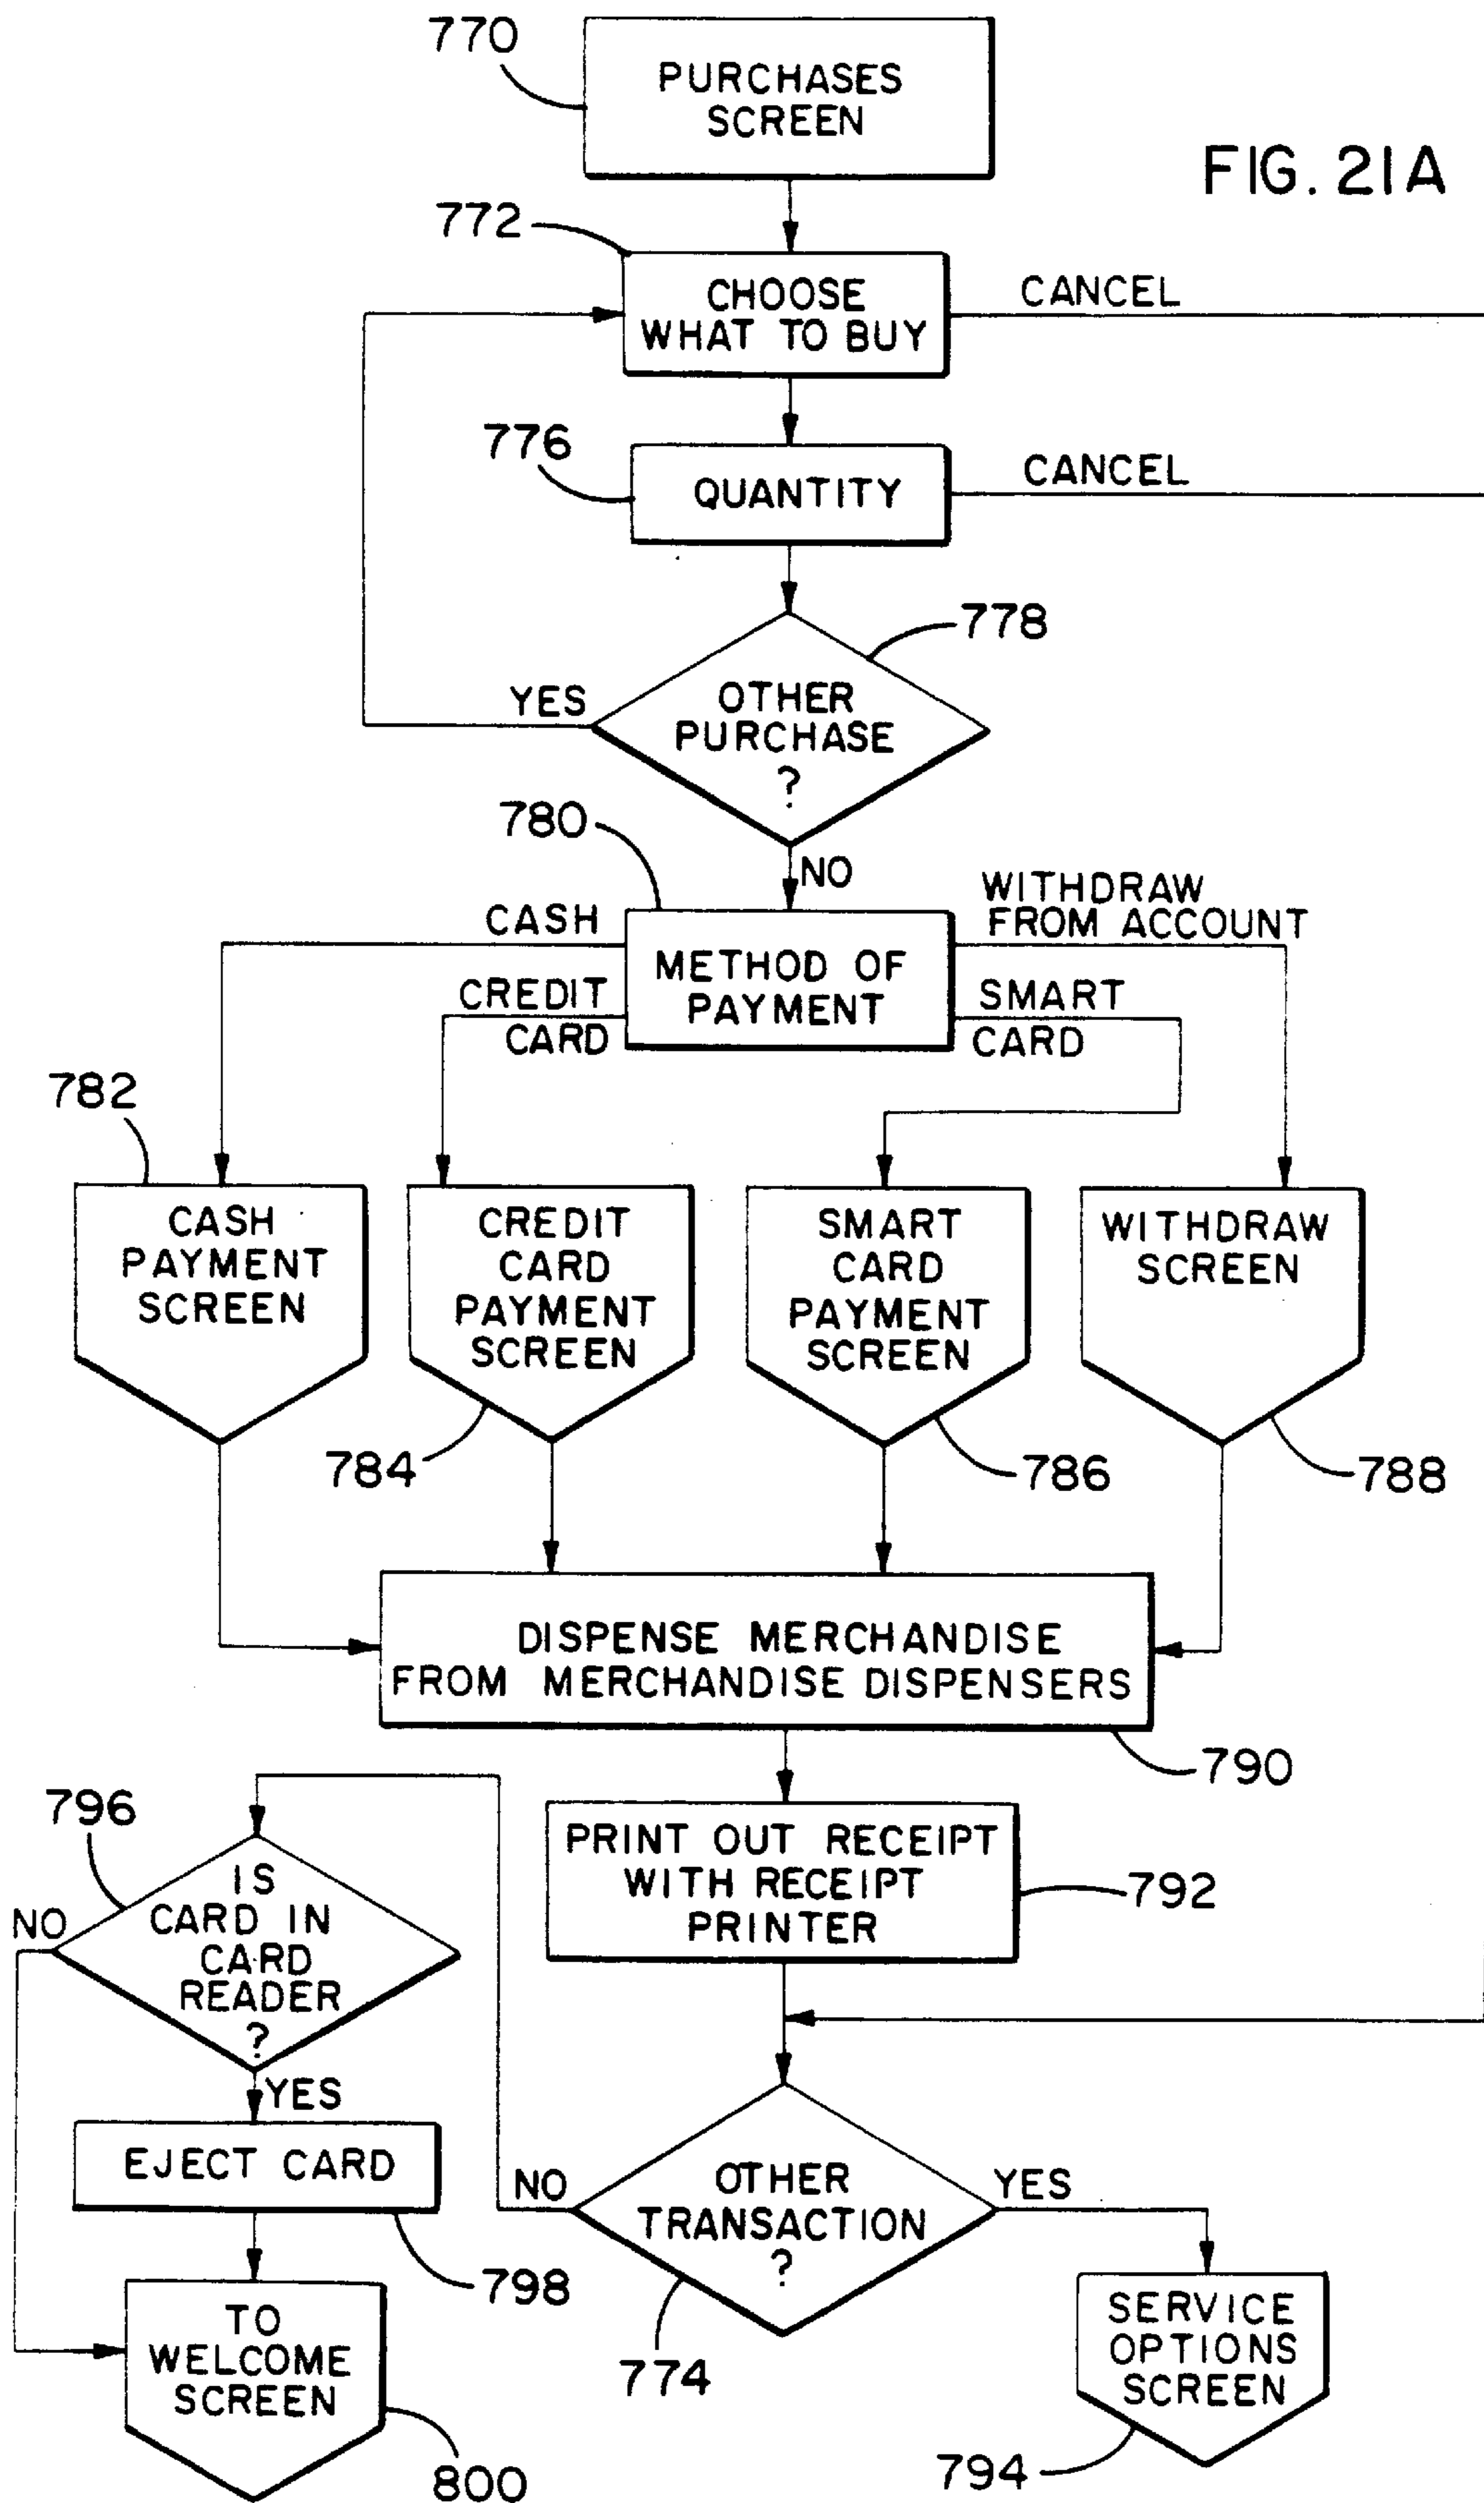 770
PURCHASES
SCREEN
FIG. 21A
772
CHOOSE
WHAT TO BUY
CANCEL
776
QUANTITY
CANCEL
778
OTHER
PURCHASE
?
YES
780
NO
CASH
WITHDRAW
FROM ACCOUNT
METHOD OF
PAYMENT
CREDIT
CARD
SMART
CARD
782
CASH
PAYMENT
SCREEN
CREDIT
CARD
PAYMENT
SCREEN
SMART
CARD
PAYMENT
SCREEN
WITHDRAW
SCREEN
784
786
788
DISPENSE MERCHANDISE
FROM MERCHANDISE DISPENSERS
790
796
IS
CARD IN
CARD
READER
?
NO
PRINT OUT RECEIPT
WITH RECEIPT
PRINTER
792
YES
EJECT CARD
798
NO
OTHER
TRANSACTION
?
YES
774
TO
WELCOME
SCREEN
800
SERVICE
OPTIONS
SCREEN
794